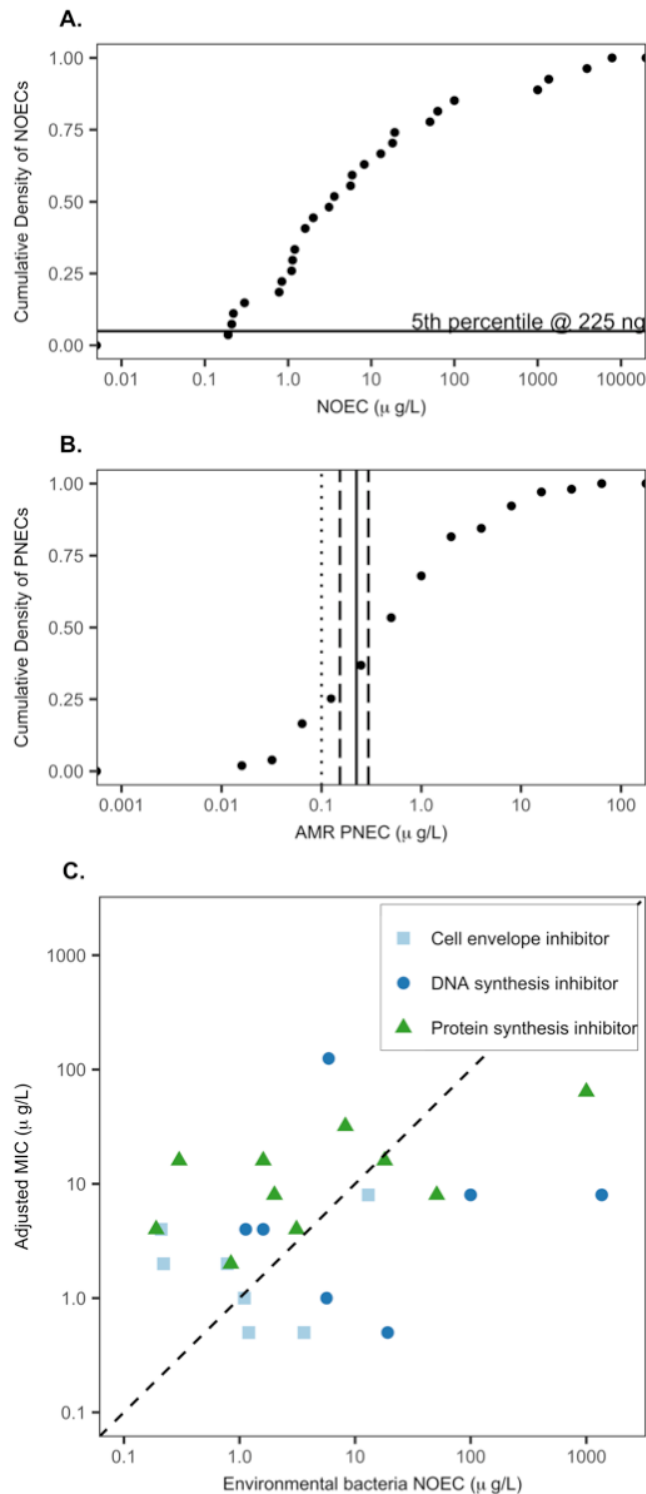 A.
1.00
0.75
0.50
0.25
0.00
Cumulative Density of NOECs
5th percentile @ 225 ng
0.01
0.1
1.0
10
100
1000
10000
NOEC (μ g/L)
B.
1.00
0.75
0.50
0.25
0.00
Cumulative Density of PNECs
0.001
0.01
0.1
1.0
10
100
AMR PNEC (μ g/L)
C.
1000
100
10
1.0
0.1
Adjusted MIC (μ g/L)
Cell envelope inhibitor
DNA synthesis inhibitor
Protein synthesis inhibitor
0.1
1.0
10
100
1000
Environmental bacteria NOEC (μ g/L)